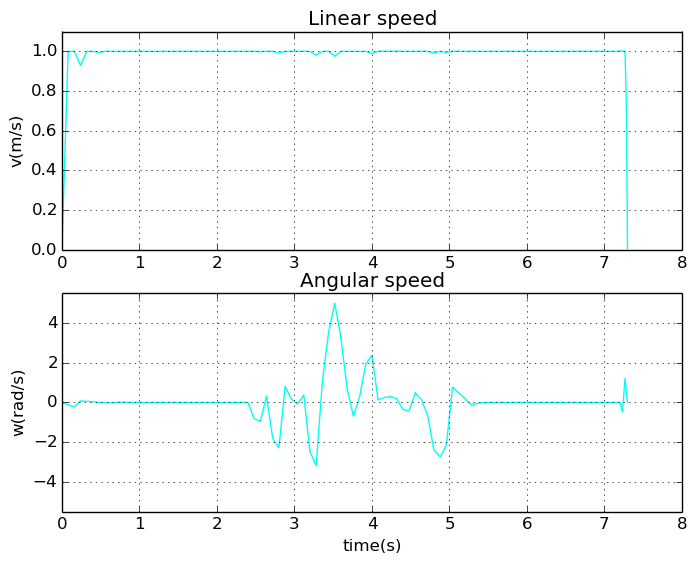 Linear speed
1.0
0.8
0.6
0.4
0.2
0.0
v(m/s)
0 1 2 3 4 5 6 7 8
Angular speed
4
2
0
−2
−4
w(rad/s)
0 1 2 3 4 5 6 7 8
time(s)